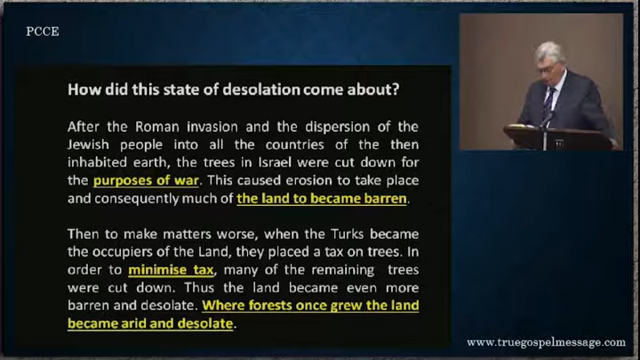 PCCE
How did this state of desolation come about?
After the Roman invasion and the dispersion of the
Jewish people into all the countries of the then
inhabited earth, the trees in Israel were cut down for
the purposes of war. This caused erosion to take place
and consequently much of the land to became barren.
Then to make matters worse, when the Turks became
the occupiers of the Land, they placed a tax on trees. In
order to minimise tax, many of the remaining trees
were cut down. Thus the land became even more
barren and desolate. Where forests once grew the land
became arid and desolate.
www.truegospelmessage.com